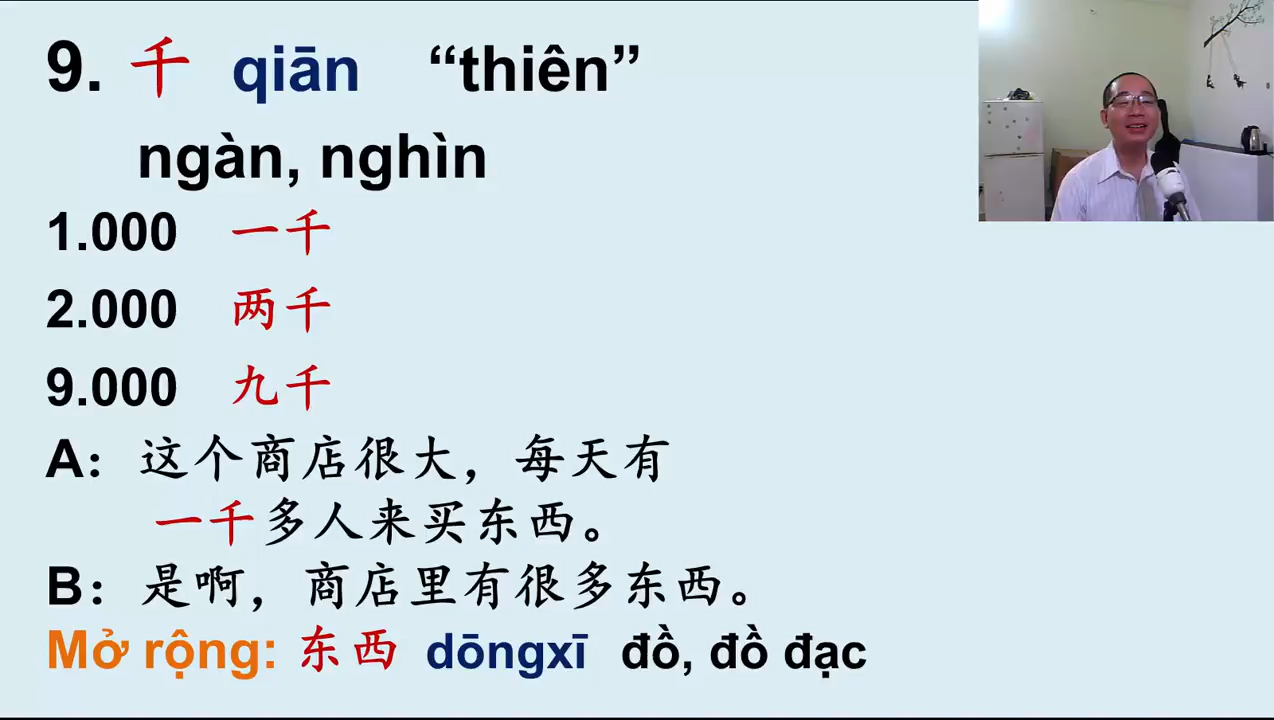 9. 千 qiān “thiên”
ngàn, nghìn
1.000 一千
2.000 两千
9.000 九千
A：这个商店很大，每天有
一千多人来买东西。
B：是啊，商店里有很多东西。
Mở rộng: 东西 dōngxī đồ, đồ đạc